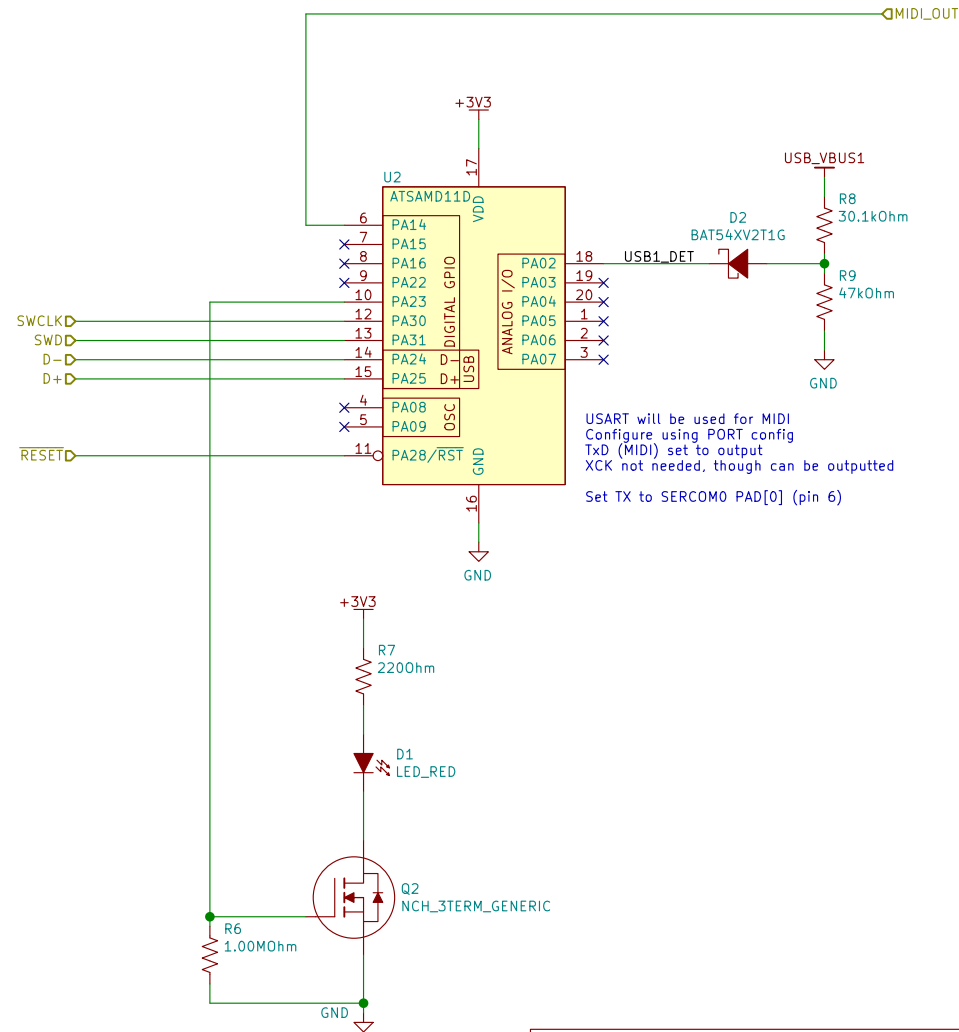 MIDI_OUT
+3V3
17
U2
ATSAMD11D
VDD
6 PA14
7 PA15
8 PA16
9 PA22
10 PA23
12 PA30
13 PA31
14 PA24 D-
15 PA25 D+
4 PA08
5 PA09
11 PA28/RST
DIGITAL GPIO
USB
OSC
ANALOG I/O
PA02 18
PA03 19
PA04 20
PA05 1
PA06 2
PA07 3
GND
16
GND
SWCLK
SWD
D-
D+
RESET
USB1_DET
D2
BAT54XV2T1G
USB_VBUS1
R8
30.1kOhm
R9
47kOhm
GND
USART will be used for MIDI
Configure using PORT config
TxD (MIDI) set to output
XCK not needed, though can be outputted
Set TX to SERCOM0 PAD[0] (pin 6)
+3V3
R7
220Ohm
D1
LED_RED
Q2
NCH_3TERM_GENERIC
R6
1.00MOhm
GND